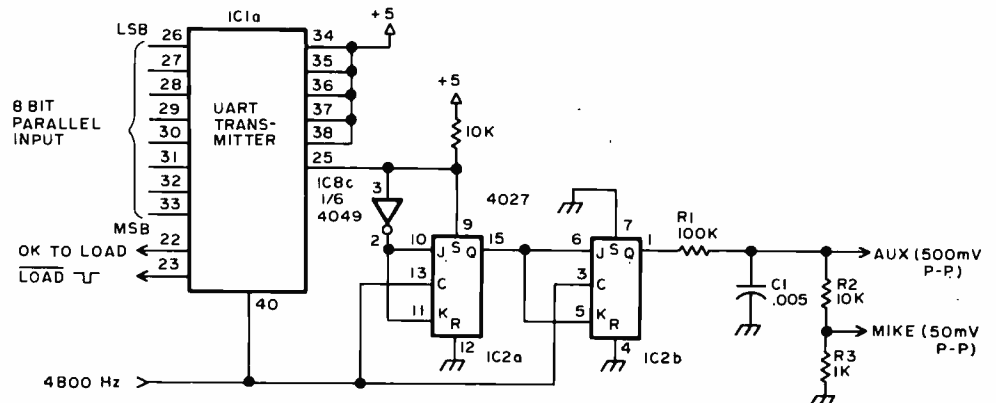 IC1a
LSB
26
27
28
29
30
31
32
33
MSB
8 BIT
PARALLEL
INPUT
OK TO LOAD
22
LOAD
23
UART
TRANS-
MITTER
34
35
36
37
38
25
40
+5
+5
10K
IC8c
1/6
4049
3
2
4027
9
10
J S Q
15
13
C
11
K R
12
IC2a
7
6
J S Q
1
3
C
5
K R
4
IC2b
R1
100K
C1
.005
AUX (500mV
P-P)
R2
10K
MIKE (50mV
P-P)
R3
1K
4800 Hz